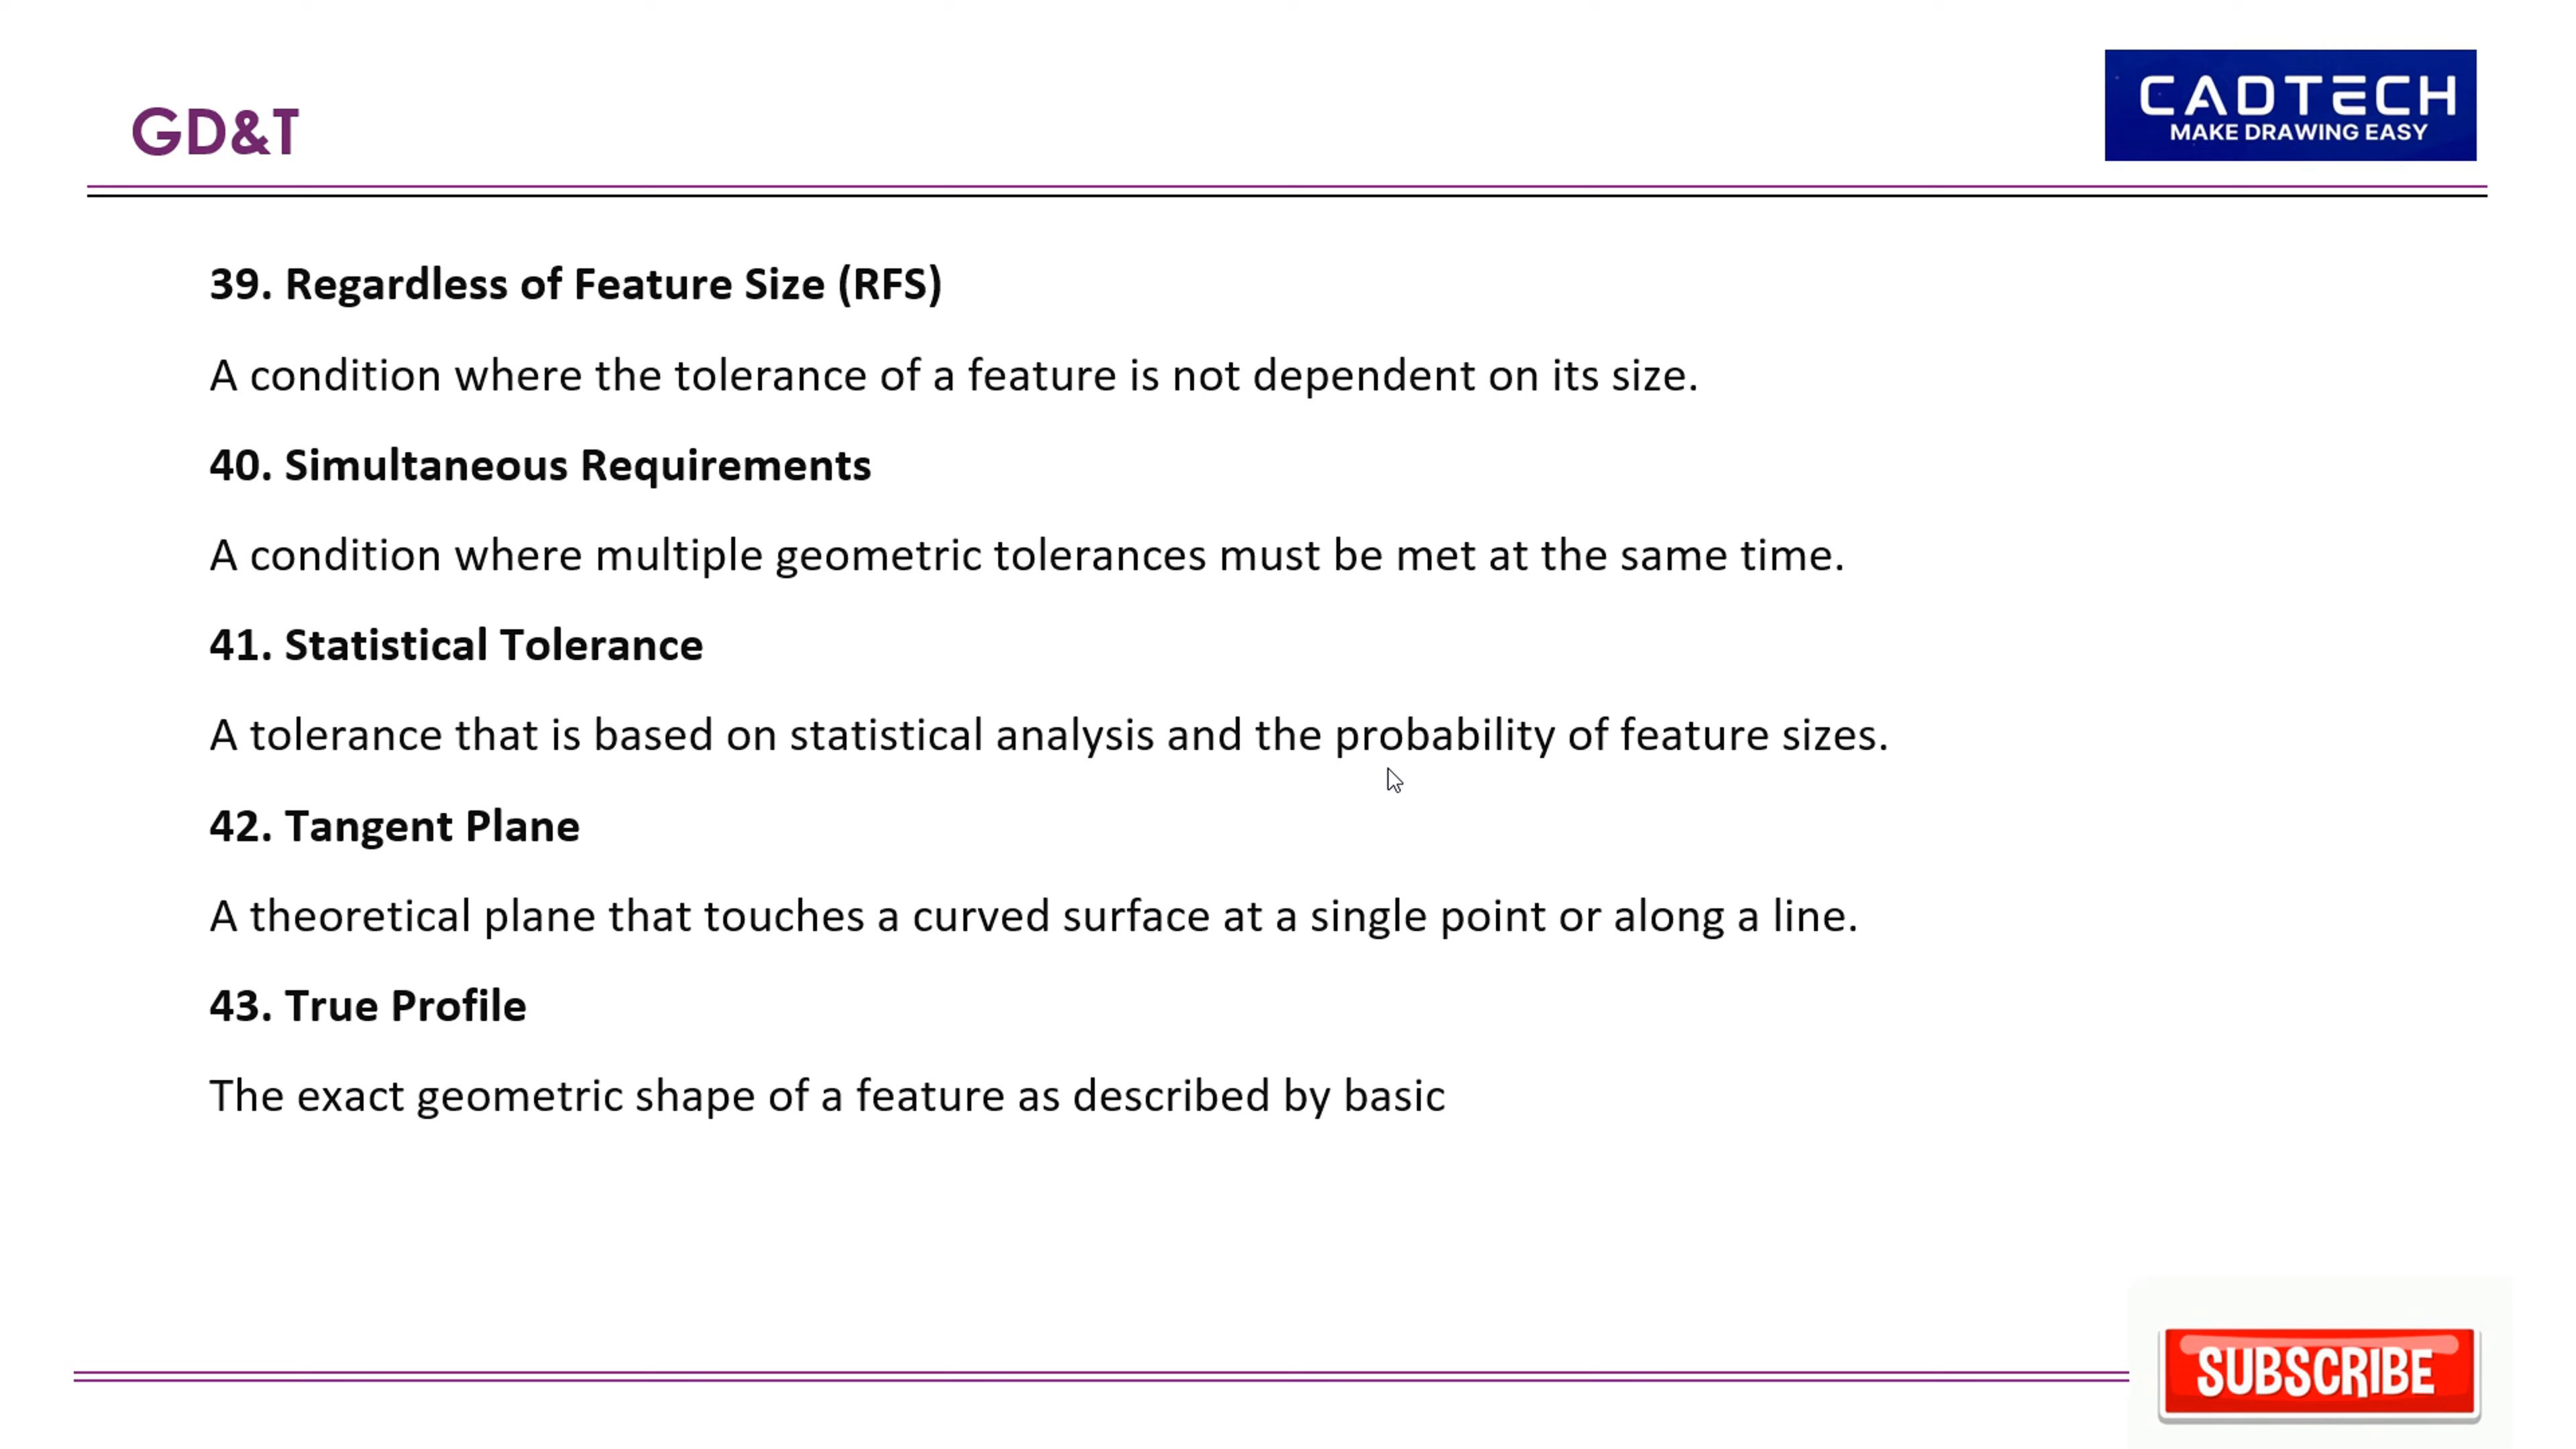 GD&T
CADTECH
MAKE DRAWING EASY
39. Regardless of Feature Size (RFS)
A condition where the tolerance of a feature is not dependent on its size.
40. Simultaneous Requirements
A condition where multiple geometric tolerances must be met at the same time.
41. Statistical Tolerance
A tolerance that is based on statistical analysis and the probability of feature sizes.
42. Tangent Plane
A theoretical plane that touches a curved surface at a single point or along a line.
43. True Profile
The exact geometric shape of a feature as described by basic
SUBSCRIBE